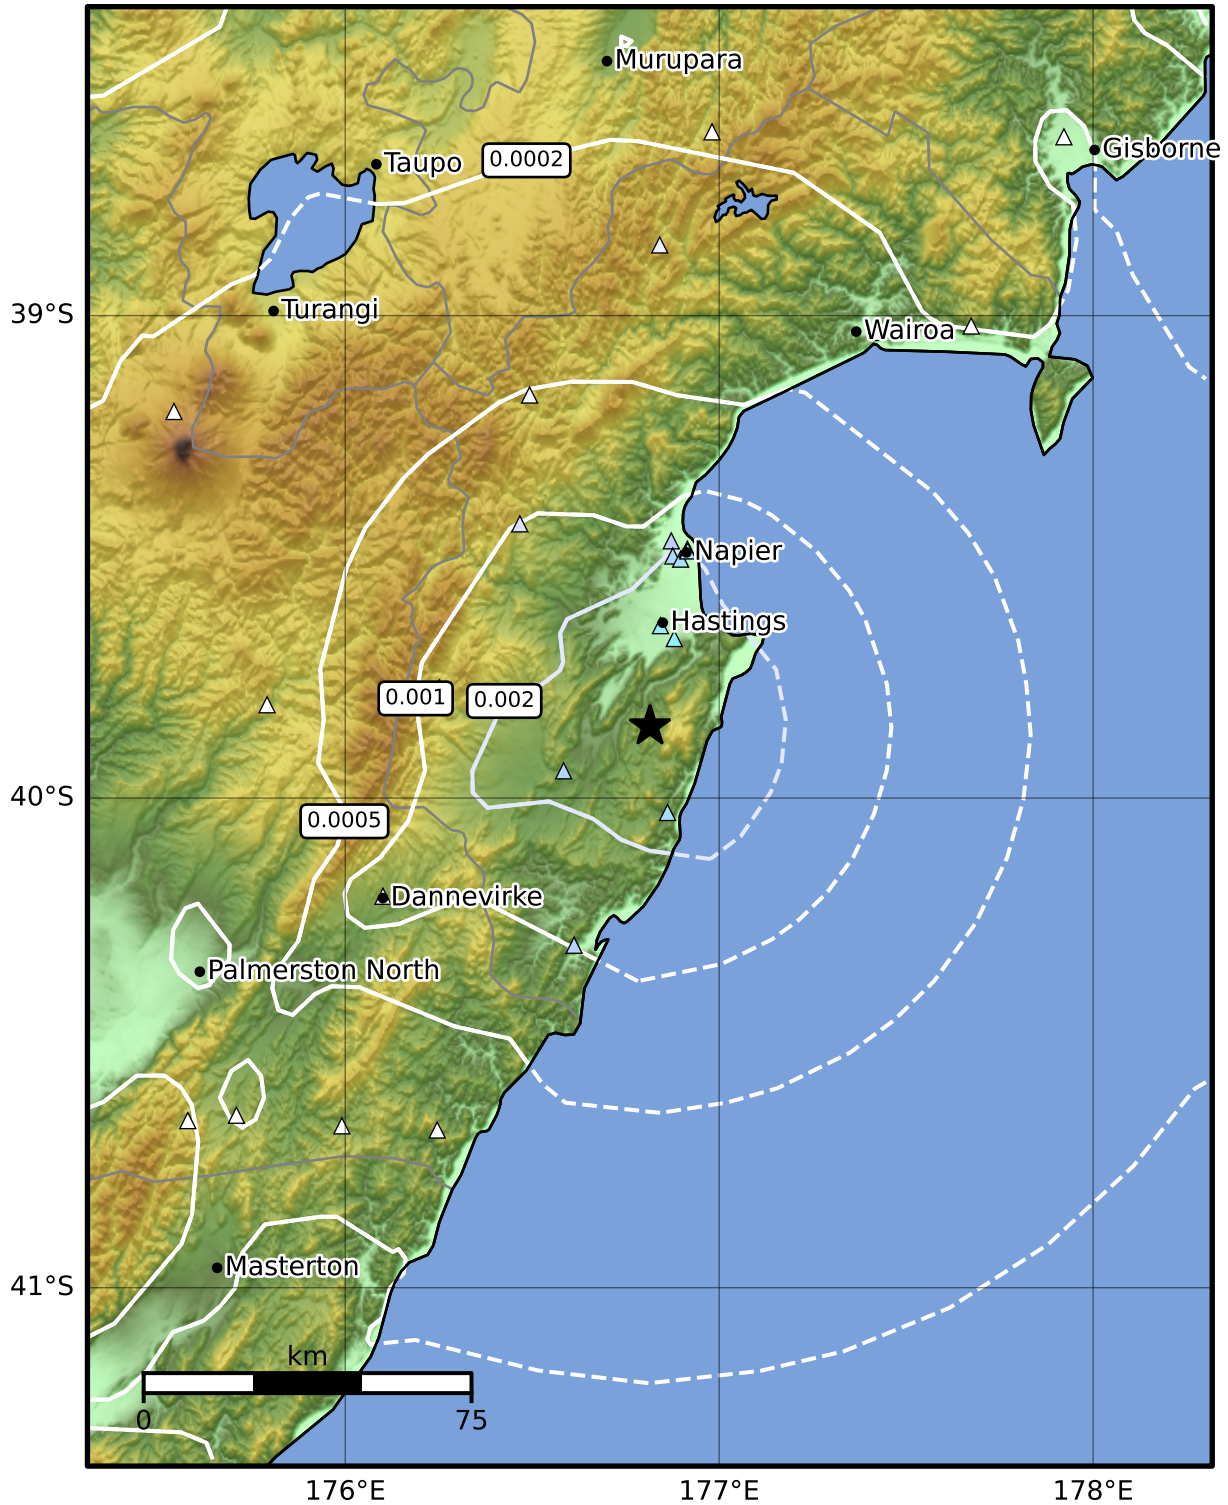 Murupara
Gisborne
Taupo
0.0002
39°S
Turangi
Wairoa
Napier
Hastings
0.001
0.002
40°S
0.0005
Dannevirke
Palmerston North
Masterton
41°S
km
0
75
176°E
177°E
178°E